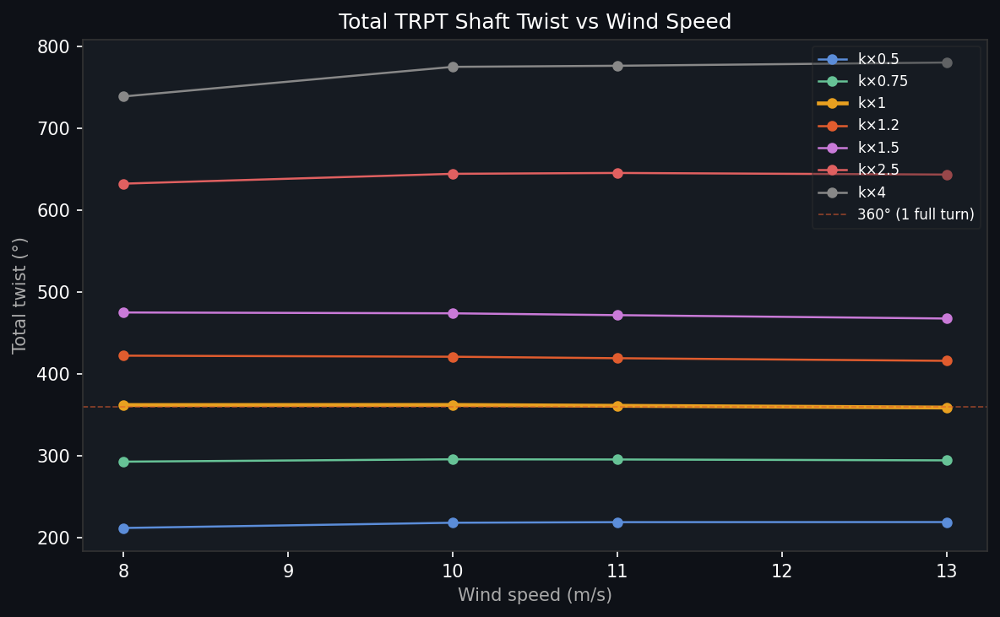 Total TRPT Shaft Twist vs Wind Speed
800
700
600
500
400
300
200
Total twist (°)
k×0.5
k×0.75
k×1
k×1.2
k×1.5
k×2.5
k×4
360° (1 full turn)
8
9
10
11
12
13
Wind speed (m/s)